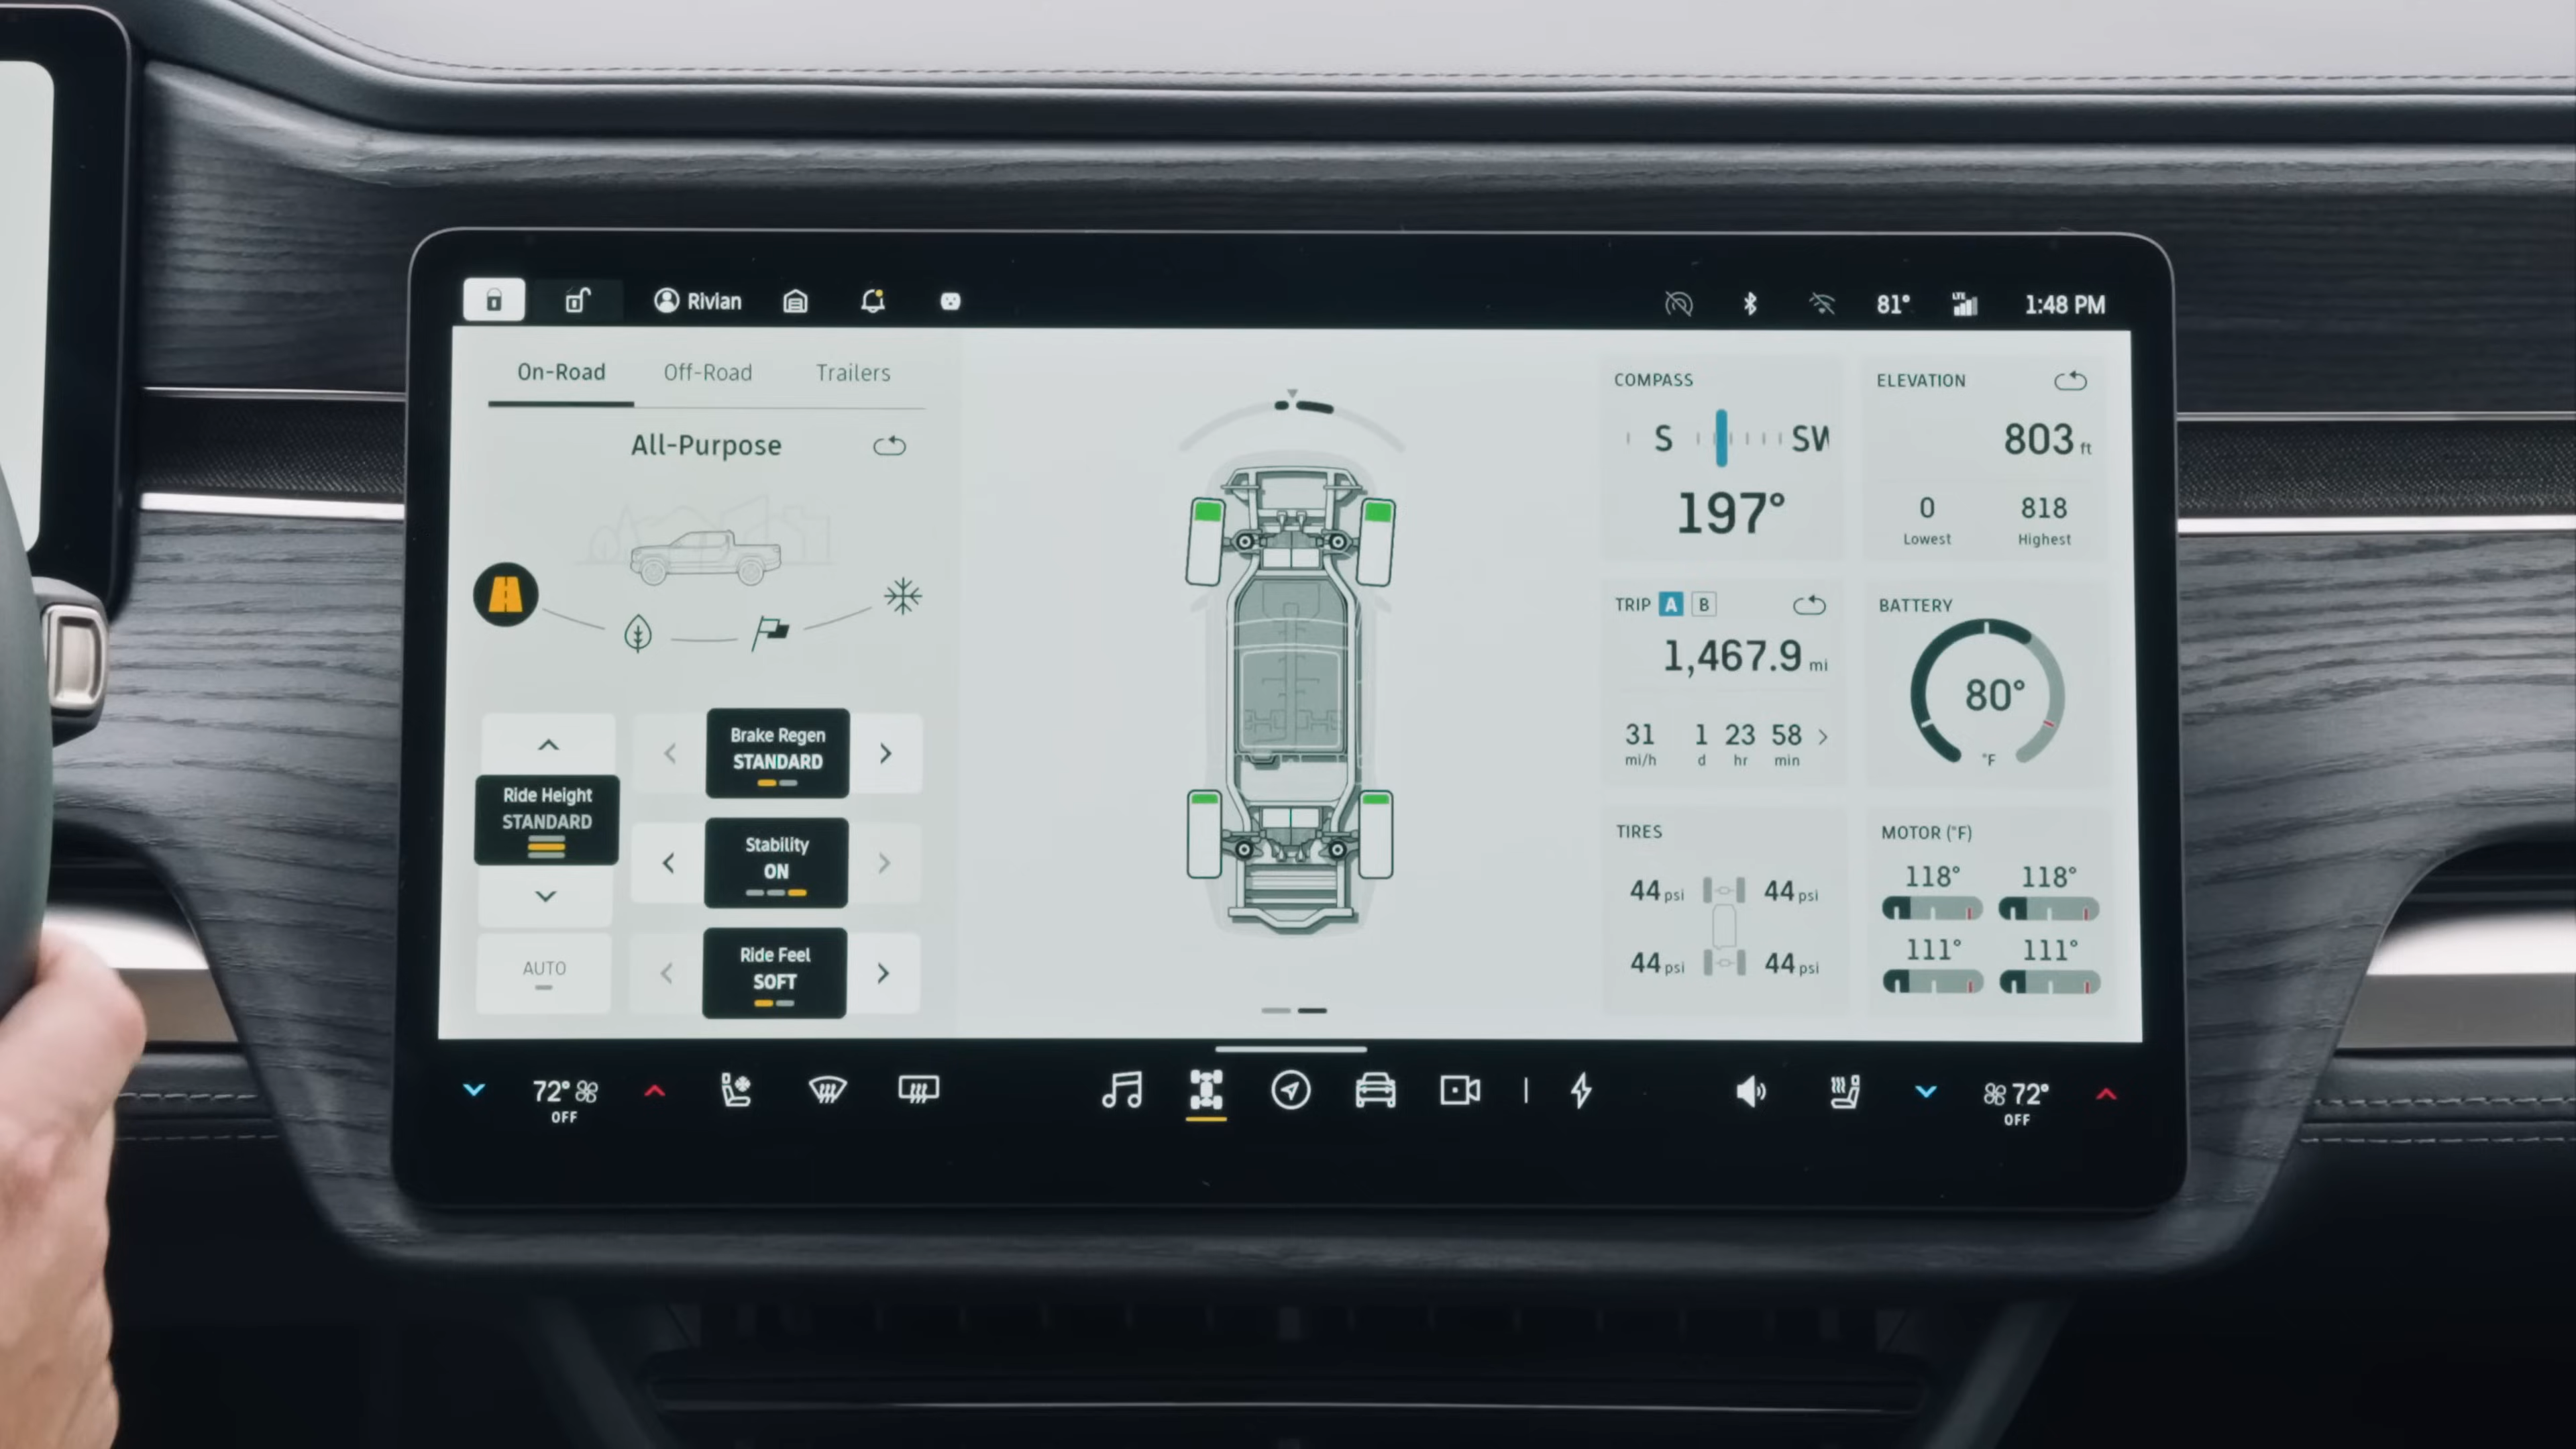 Rivian
81°
LTE
1:48 PM
On-Road
Off-Road
Trailers
All-Purpose
Ride Height
STANDARD
AUTO
Brake Regen
STANDARD
Stability
ON
Ride Feel
SOFT
COMPASS
S
SW
197°
ELEVATION
803 ft
0
Lowest
818
Highest
TRIP A B
1,467.9 mi
31 1 23 58
mi/h d hr min
BATTERY
80°
°F
TIRES
44 psi 44 psi
44 psi 44 psi
MOTOR (°F)
118° 118°
111° 111°
72°
OFF
72°
OFF